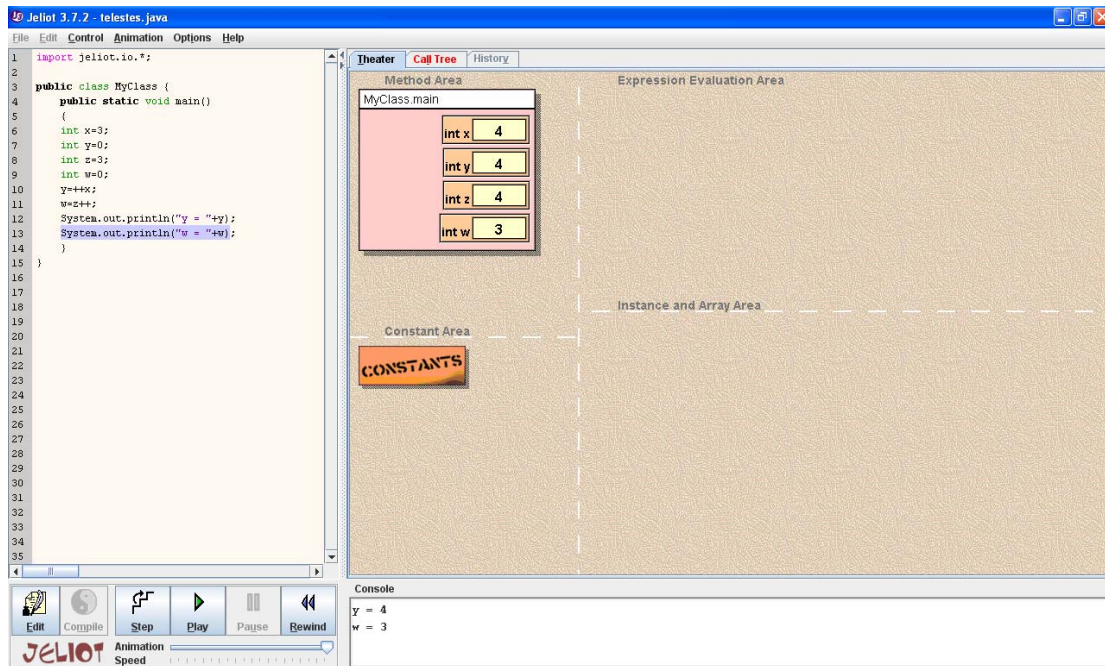 Jeliot 3.7.2 - telestes.java
File Edit Control Animation Options Help
1 import jeliot.io.*;
2
3 public class MyClass {
4 public static void main()
5 {
6 int x=3;
7 int y=0;
8 int z=3;
9 int w=0;
10 y=++x;
11 w=z++;
12 System.out.println("y = "+y);
13 System.out.println("w = "+w);
14 }
15 }
16
17
18
19
20
21
22
23
24
25
26
27
28
29
30
31
32
33
34
35
Edit Compile Step Play Pause Rewind
JELIOT Animation Speed
Theater Call Tree History
Method Area
MyClass.main
int x 4
int y 4
int z 4
int w 3
Expression Evaluation Area
Constant Area
CONSTANTS
Instance and Array Area
Console
y = 4
w = 3